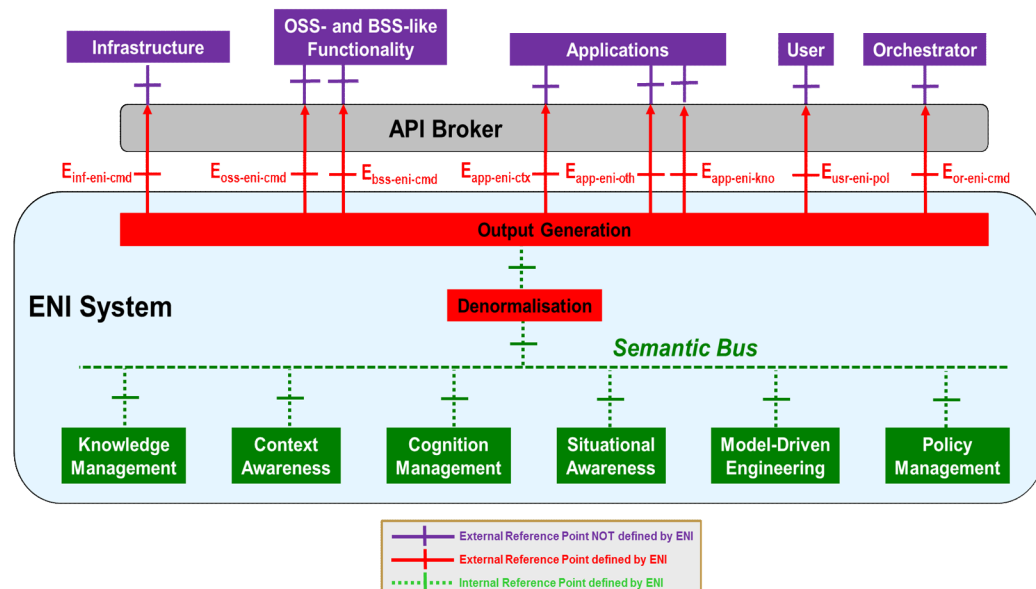 Infrastructure
OSS- and BSS-like
Functionality
Applications
User
Orchestrator
API Broker
Einf-eni-cmd
Eoss-eni-cmd
Ebss-eni-cmd
Eapp-eni-ctx
Eapp-eni-oth
Eapp-eni-kno
Eusr-eni-pol
Eor-eni-cmd
Output Generation
ENI System
Denormalisation
Semantic Bus
Knowledge
Management
Context
Awareness
Cognition
Management
Situational
Awareness
Model-Driven
Engineering
Policy
Management
External Reference Point NOT defined by ENI
External Reference Point defined by ENI
Internal Reference Point defined by ENI